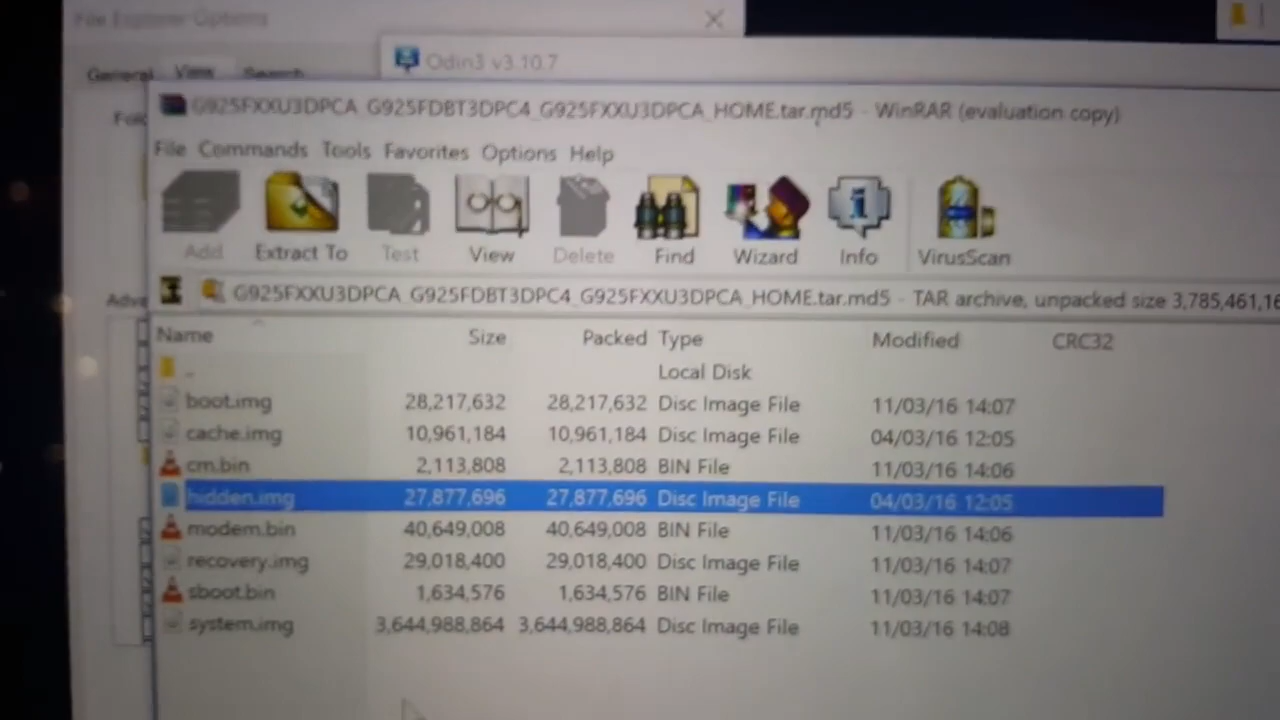 File Explorer Options
Odin3 v3.10.7
General View Search
G925FXXU3DPCA_G925FDBT3DPC4_G925FXXU3DPCA_HOME.tar.md5 - WinRAR (evaluation copy)
File Commands Tools Favorites Options Help
Add Extract To Test View Delete Find Wizard Info VirusScan
G925FXXU3DPCA_G925FDBT3DPC4_G925FXXU3DPCA_HOME.tar.md5 - TAR archive, unpacked size 3,785,461,16
Name Size Packed Type Modified CRC32
.. Local Disk
boot.img 28,217,632 28,217,632 Disc Image File 11/03/16 14:07
cache.img 10,961,184 10,961,184 Disc Image File 04/03/16 12:05
cm.bin 2,113,808 2,113,808 BIN File 11/03/16 14:06
hidden.img 27,877,696 27,877,696 Disc Image File 04/03/16 12:05
modem.bin 40,649,008 40,649,008 BIN File 11/03/16 14:06
recovery.img 29,018,400 29,018,400 Disc Image File 11/03/16 14:07
sboot.bin 1,634,576 1,634,576 BIN File 11/03/16 14:07
system.img 3,644,988,864 3,644,988,864 Disc Image File 11/03/16 14:08